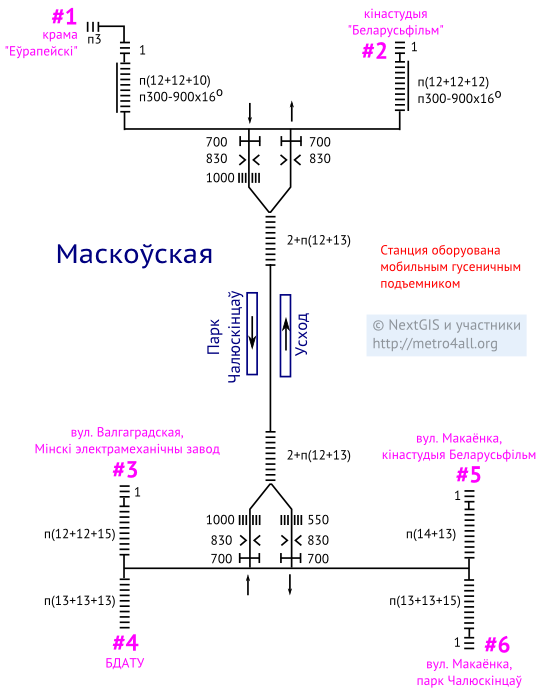 #1
крама
"Еўрапейскі"
п3
1
п(12+12+10)
п300-900х16⁰
кінастудыя
"Беларусьфільм"
#2
1
п(12+12+12)
п300-900х16⁰
700
830
1000
700
830
2+п(12+13)
Маскоўская
Станция оборуована
мобильным гусеничным
подъемником
© NextGIS и участники
http://metro4all.org
Парк
Чалюскінцаў
Усход
2+п(12+13)
вул. Валгаградская,
Мінскі электрамеханічны завод
#3
1
п(12+12+15)
вул. Макаёнка,
кінастудыя Беларусьфільм
#5
1
п(14+13)
1000
830
700
550
830
700
п(13+13+13)
#4
БДАТУ
п(13+13+15)
1
#6
вул. Макаёнка,
парк Чалюскінцаў